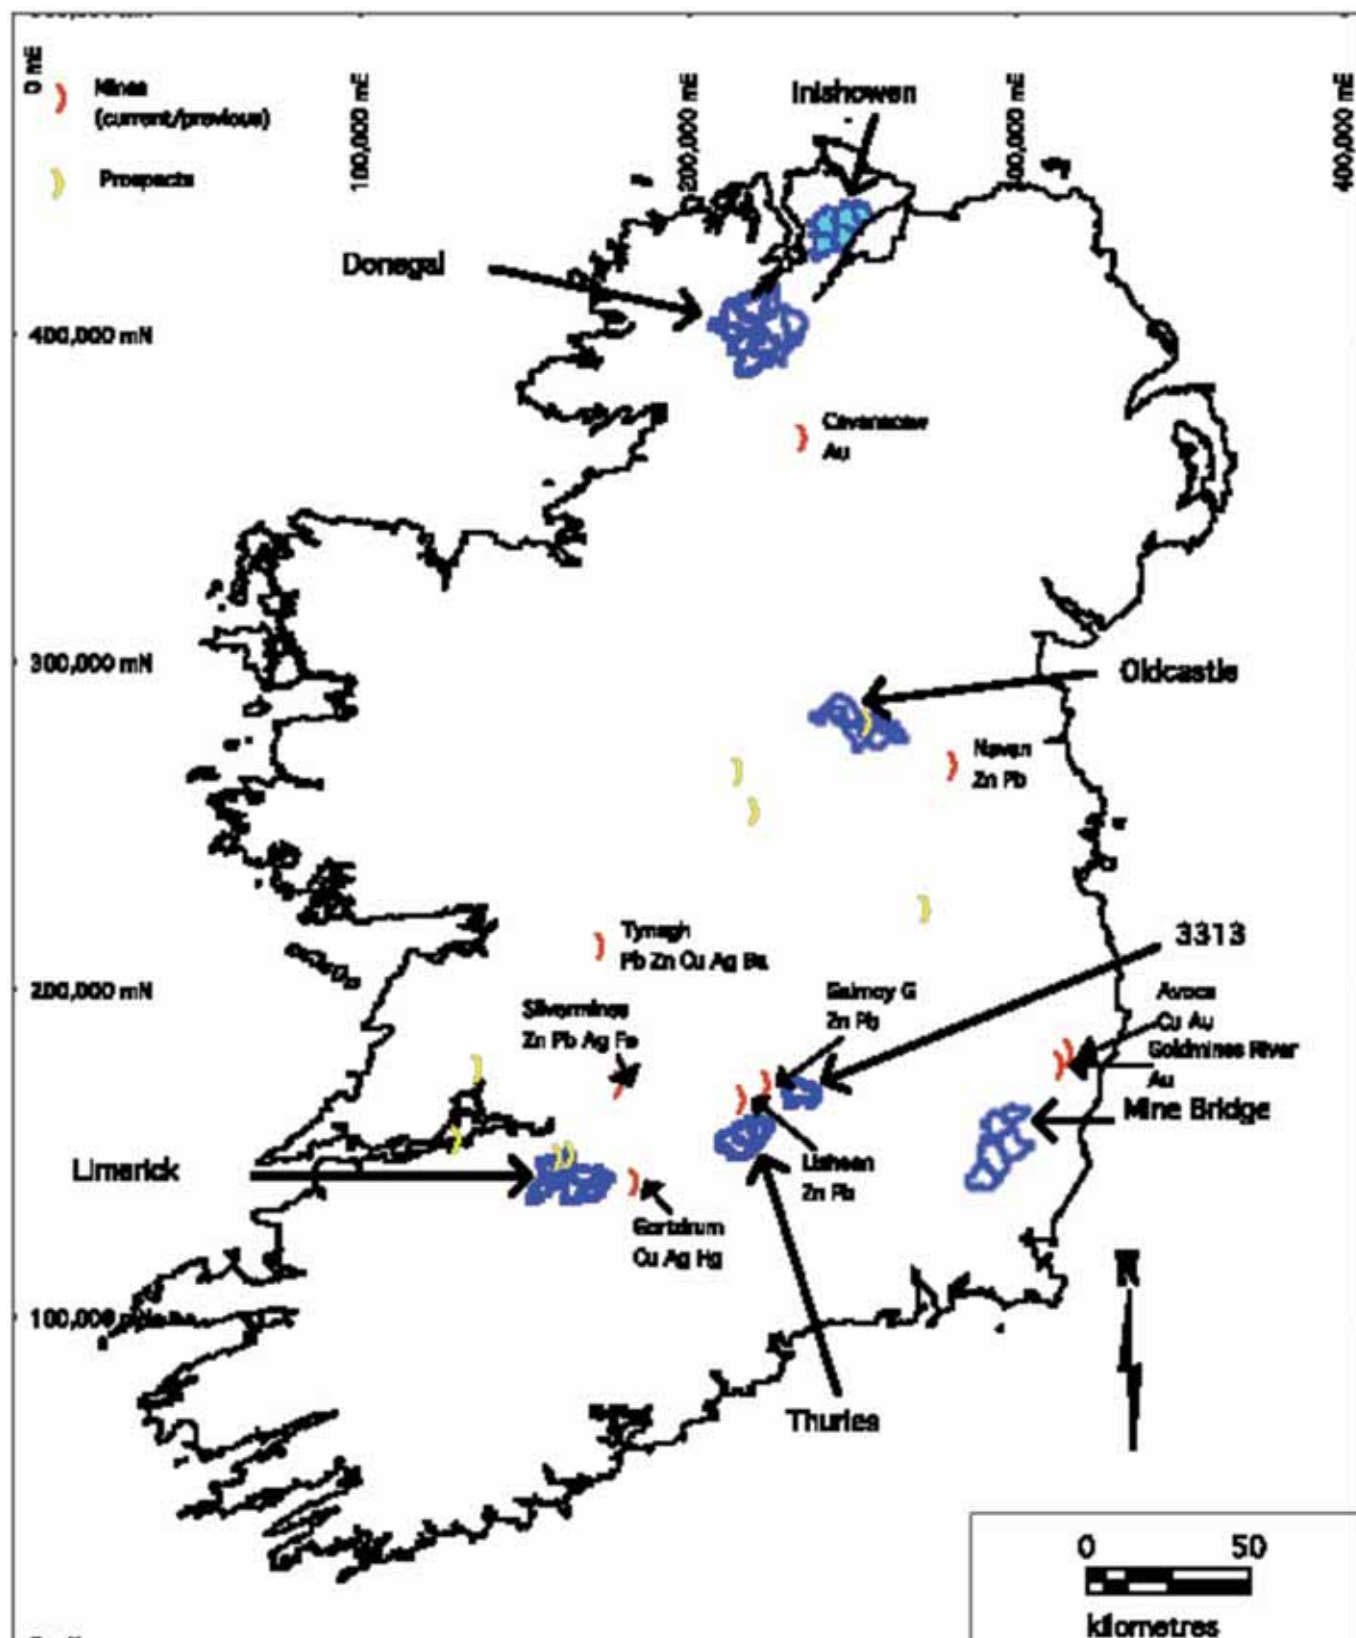 0 mE
100,000 mE
200,000 mE
400,000 mE
Mines
(current/previous)
Prospects
Inishowen
Donegal
400,000 mN
Cavanacaw
Au
300,000 mN
Oldcastle
Navan
Zn Pb
Tynagh
Pb Zn Cu Ag Ba
3313
200,000 mN
Silvermines
Zn Pb Ag Fe
Galmoy G
Zn Pb
Avoca
Cu Au
Goldmines River
Au
Mine Bridge
Limerick
Lisheen
Zn Pb
Gortdrum
Cu Ag Hg
N
100,000 m
Thurles
0 50
kilometres